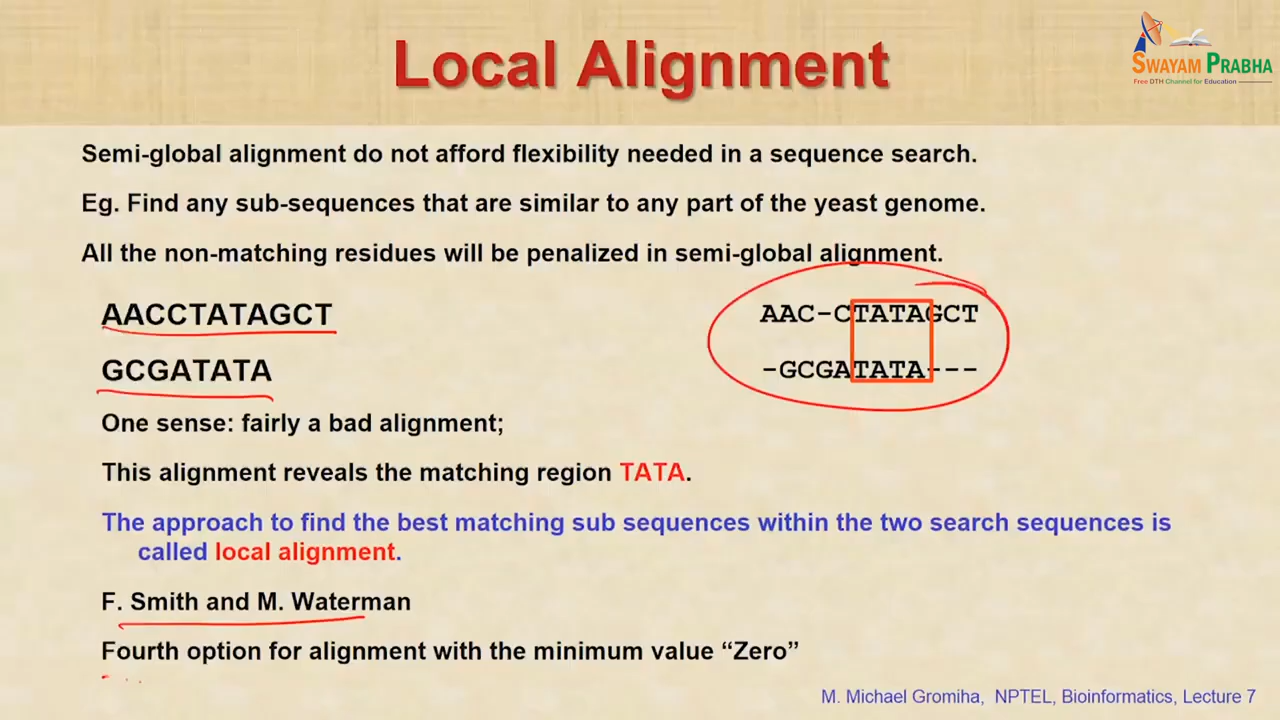 Local Alignment
SWAYAM PRABHA
Free DTH Channel for Education
Semi-global alignment do not afford flexibility needed in a sequence search.
Eg. Find any sub-sequences that are similar to any part of the yeast genome.
All the non-matching residues will be penalized in semi-global alignment.
AACCTATAGCT
GCGATATA
AAC-CTATAGCT
-GCGATATA---
One sense: fairly a bad alignment;
This alignment reveals the matching region TATA.
The approach to find the best matching sub sequences within the two search sequences is
called local alignment.
F. Smith and M. Waterman
Fourth option for alignment with the minimum value “Zero”
M. Michael Gromiha, NPTEL, Bioinformatics, Lecture 7